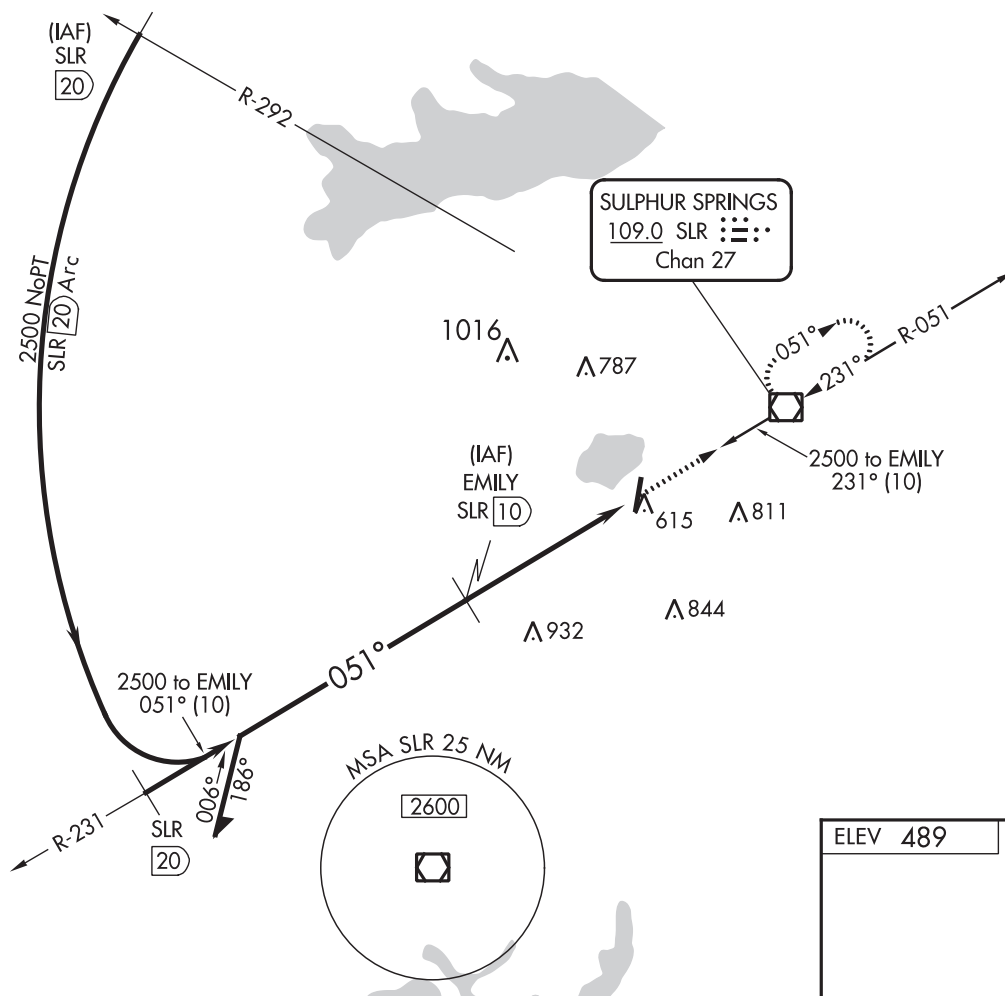 (IAF)
SLR
20
R-292
SULPHUR SPRINGS
109.0 SLR
Chan 27
2500 NoPT
SLR 20 Arc
1016
787
051°
231°
R-051
(IAF)
EMILY
SLR 10
2500 to EMILY
231° (10)
615
811
932
844
051°
2500 to EMILY
051° (10)
006°
186°
R-231
SLR
20
MSA SLR 25 NM
2600
ELEV 489